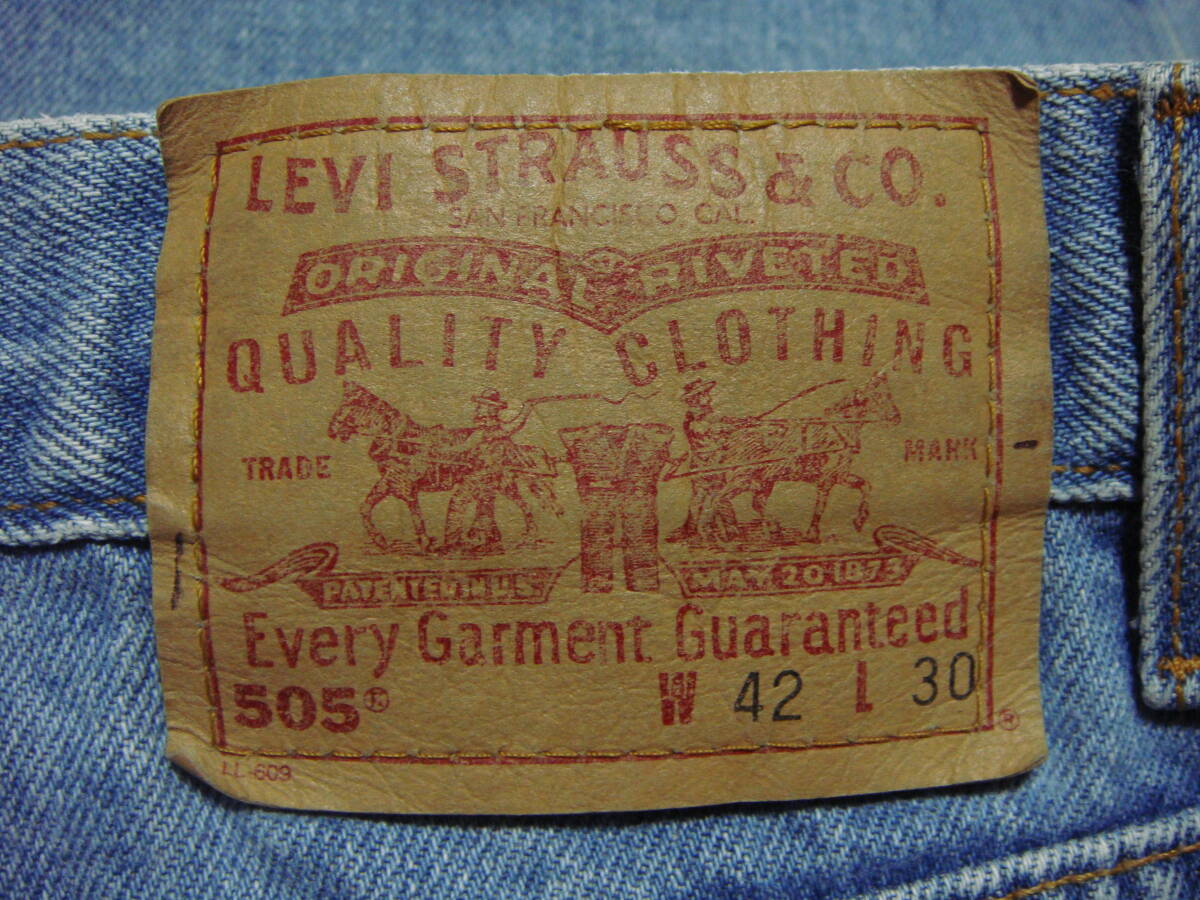 LEVI STRAUSS & CO.
SAN FRANCISCO, CAL.
ORIGINAL RIVETED
QUALITY CLOTHING
TRADE MARK
PATENTED IN U.S. MAY 20 1873
Every Garment Guaranteed
505® W 42 L 30
®
LL-609